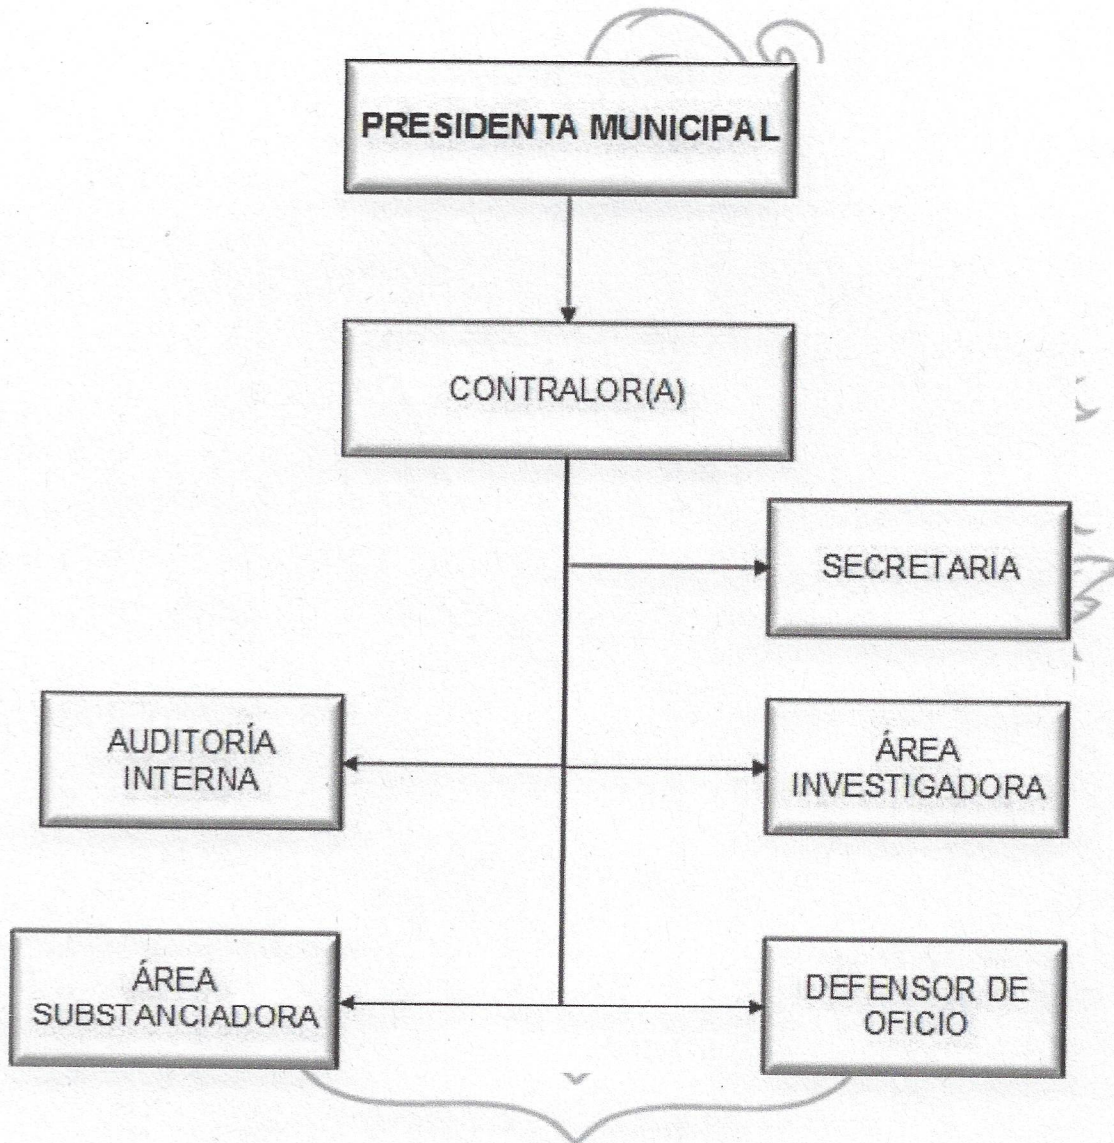 PRESIDENTA MUNICIPAL
CONTRALOR(A)
SECRETARIA
AUDITORÍA
INTERNA
ÁREA
INVESTIGADORA
ÁREA
SUBSTANCIADORA
DEFENSOR DE
OFICIO